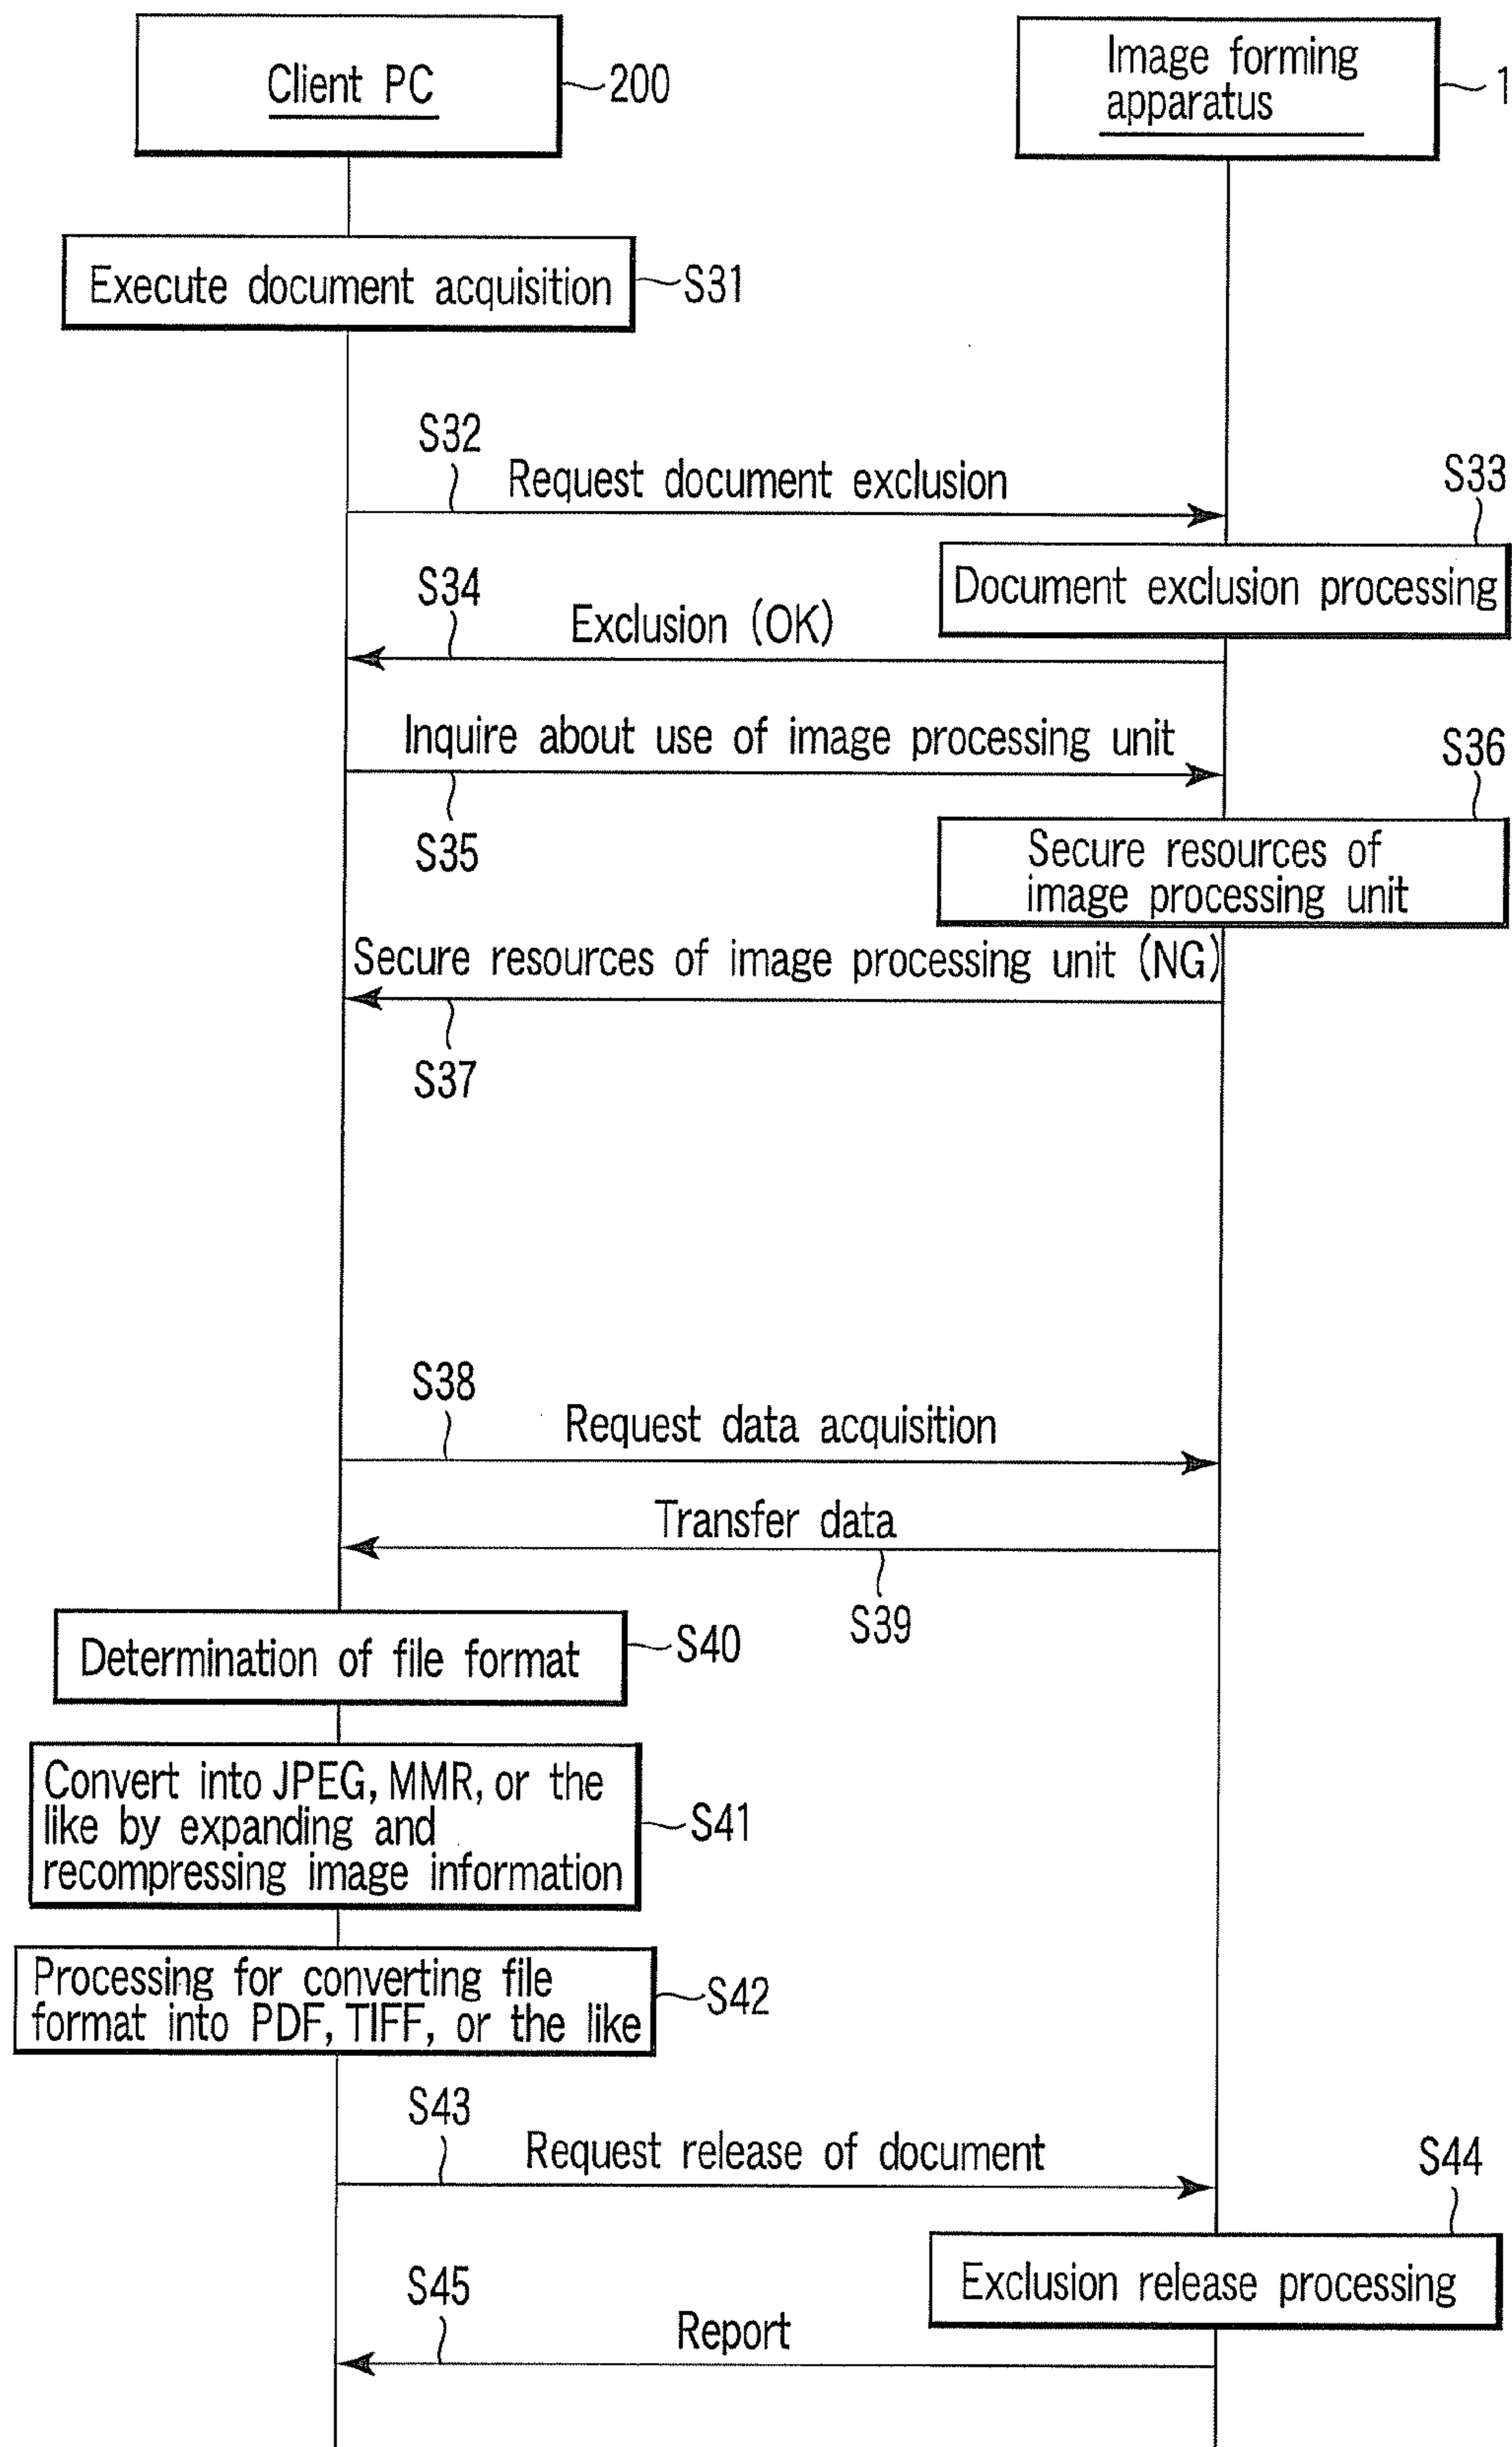 Client PC
200
Image forming
apparatus
1
Execute document acquisition
S31
S32
Request document exclusion
S33
Document exclusion processing
S34
Exclusion (OK)
Inquire about use of image processing unit
S35
S36
Secure resources of
image processing unit
Secure resources of image processing unit (NG)
S37
S38
Request data acquisition
Transfer data
S39
Determination of file format
S40
Convert into JPEG, MMR, or the
like by expanding and
recompressing image information
S41
Processing for converting file
format into PDF, TIFF, or the like
S42
S43
Request release of document
S44
Exclusion release processing
S45
Report